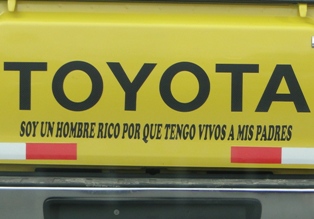 TOYOTA
SOY UN HOMBRE RICO POR QUE TENGO VIVOS A MIS PADRES